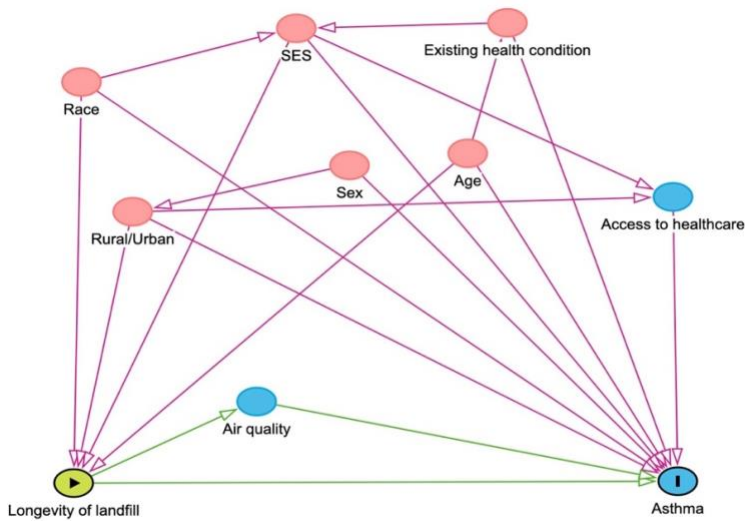 SES
Existing health condition
Race
Sex
Age
Rural/Urban
Access to healthcare
Air quality
Longevity of landfill
Asthma